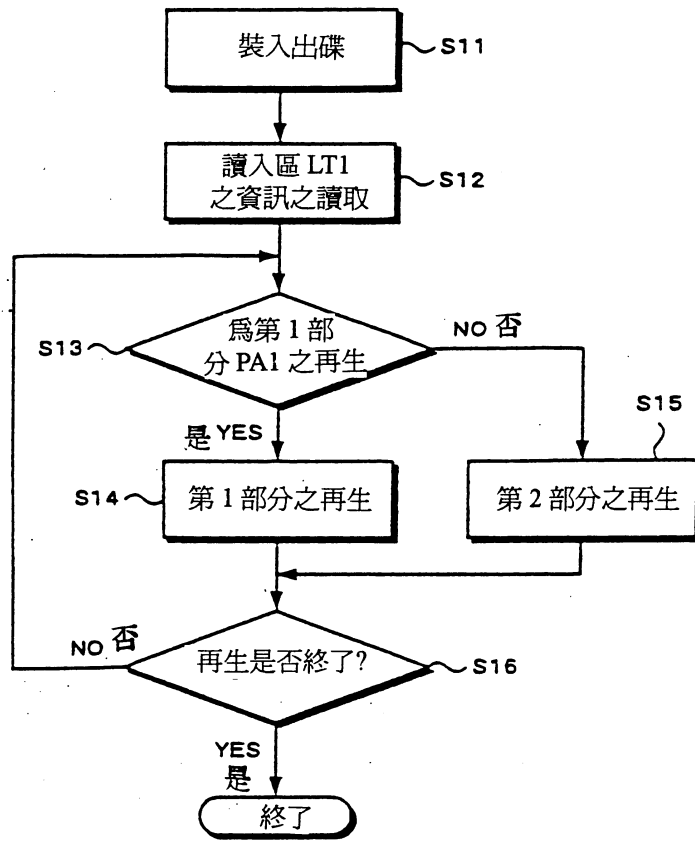 裝入出碟
S11
讀入區 LT1
之資訊之讀取
S12
爲第 1 部
分 PA1 之再生
S13
NO 否
是 YES
S15
S14
第 1 部分之再生
第 2 部分之再生
NO 否
再生是否終了?
S16
YES
是
終了